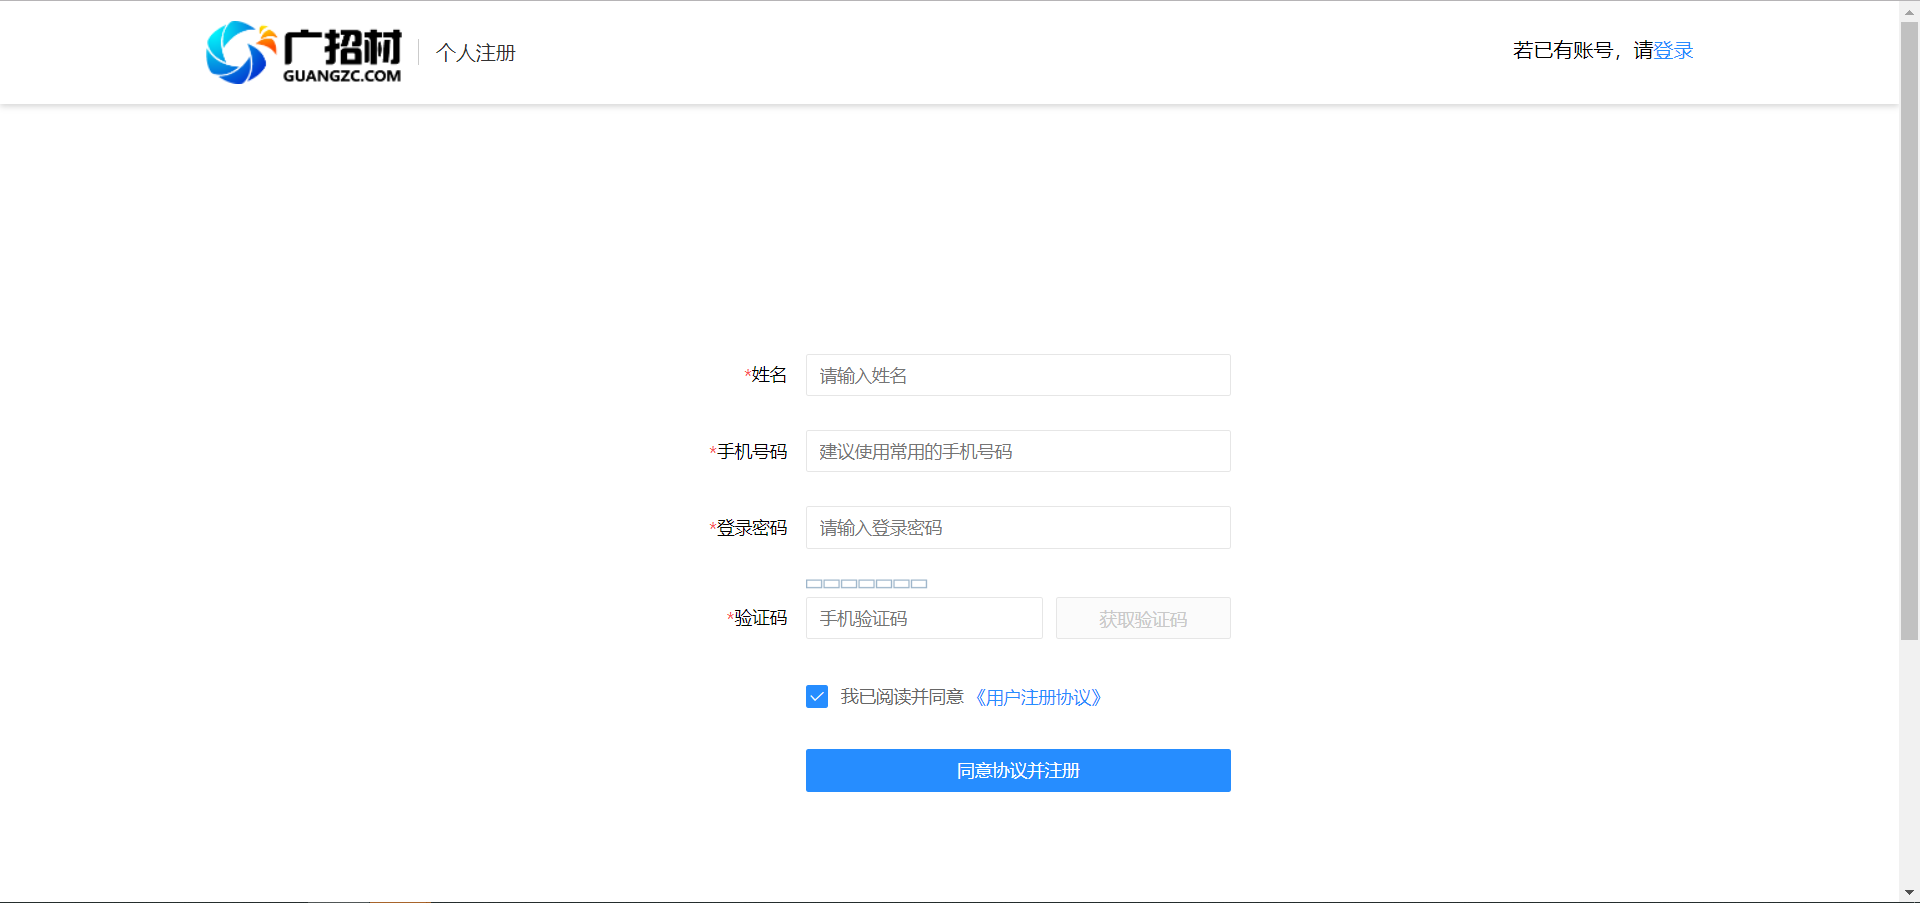 广招材
GUANGZC.COM
个人注册
若已有账号，请登录
*姓名
请输入姓名
*手机号码
建议使用常用的手机号码
*登录密码
请输入登录密码
*验证码
手机验证码
获取验证码
我已阅读并同意《用户注册协议》
同意协议并注册